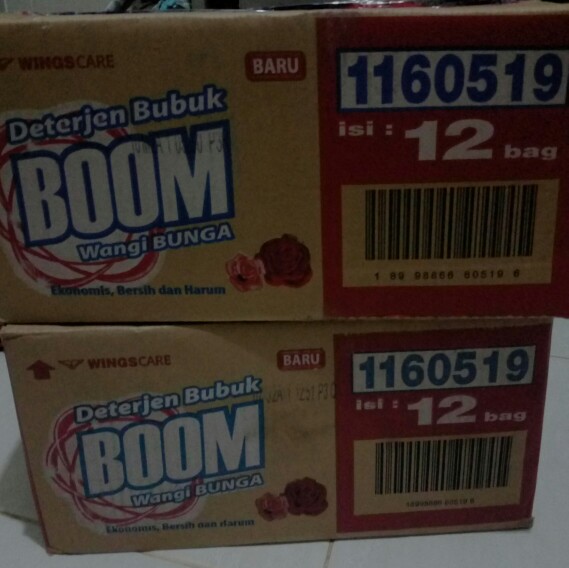 WINGSCARE
BARU
Deterjen Bubuk
BOOM
Wangi BUNGA
Ekonomis, Bersih dan Harum
1160519
isi : 12 bag
1 89 98866 60519 6
WINGSCARE
BARU
Deterjen Bubuk
BOOM
Wangi BUNGA
Ekonomis, Bersih dan Harum
1160519
isi : 12 bag